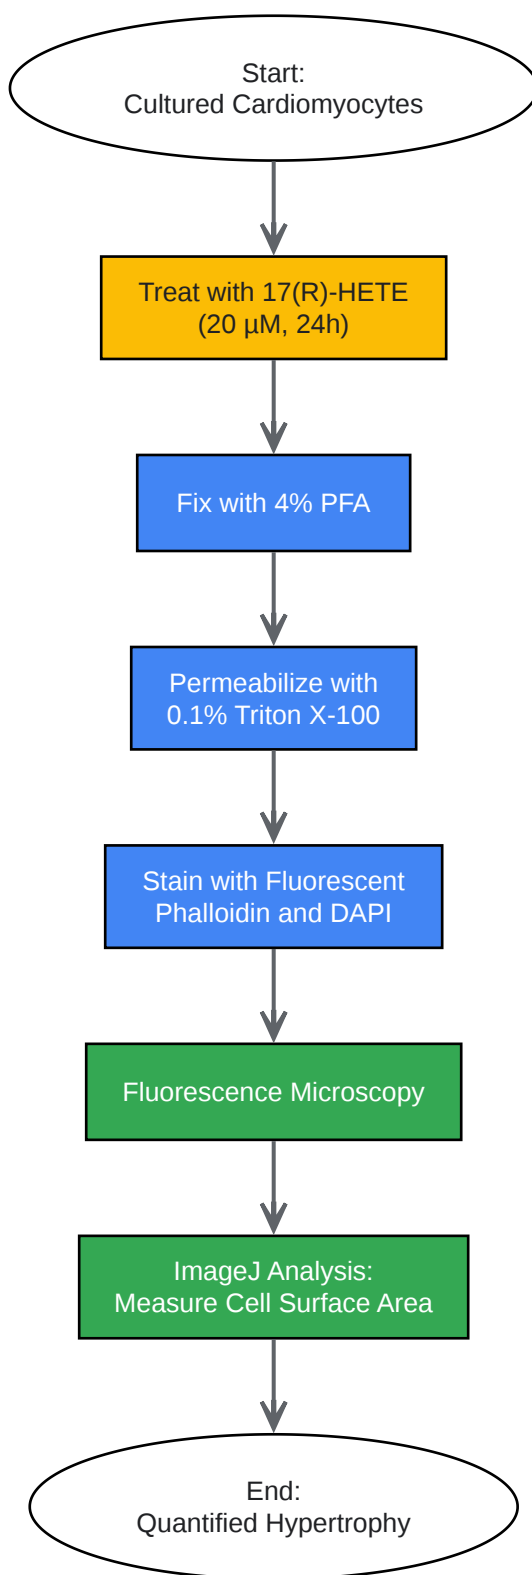 Start:
Cultured Cardiomyocytes
Treat with 17(R)-HETE
(20 µM, 24h)
Fix with 4% PFA
Permeabilize with
0.1% Triton X-100
Stain with Fluorescent
Phalloidin and DAPI
Fluorescence Microscopy
ImageJ Analysis:
Measure Cell Surface Area
End:
Quantified Hypertrophy